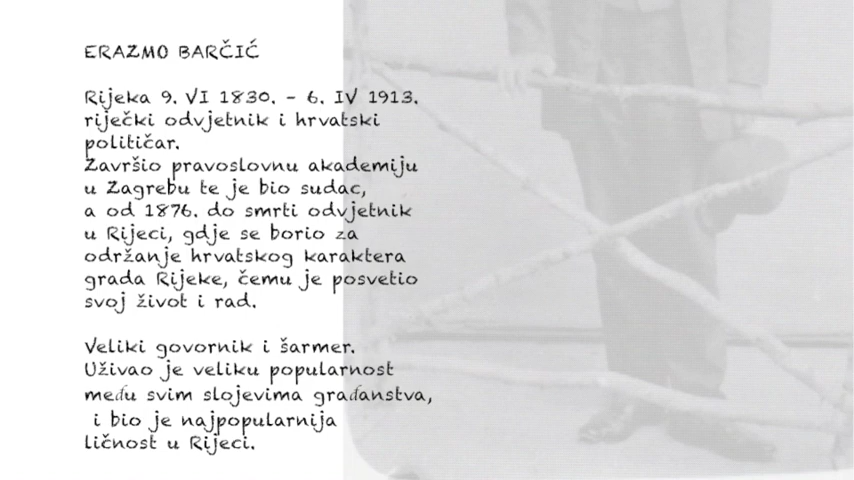 ERAZMO BARČIĆ
Rijeka 9. VI 1830. - 6. IV 1913.
riječki odvjetnik i hrvatski
političar.
Završio pravoslovnu akademiju
u Zagrebu te je bio sudac,
a od 1876. do smrti odvjetnik
u Rijeci, gdje se borio za
održanje hrvatskog karaktera
grada Rijeke, čemu je posvetio
svoj život i rad.
Veliki govornik i šarmer.
Uživao je veliku popularnost
među svim slojevima građanstva,
i bio je najpopularnija
ličnost u Rijeci.